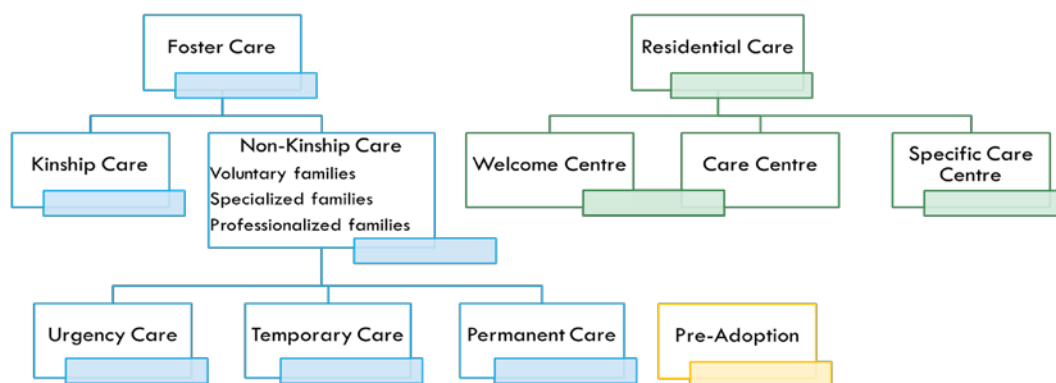 Foster Care
Residential Care
Kinship Care
Non-Kinship Care
Voluntary families
Specialized families
Professionalized families
Welcome Centre
Care Centre
Specific Care
Centre
Urgency Care
Temporary Care
Permanent Care
Pre-Adoption